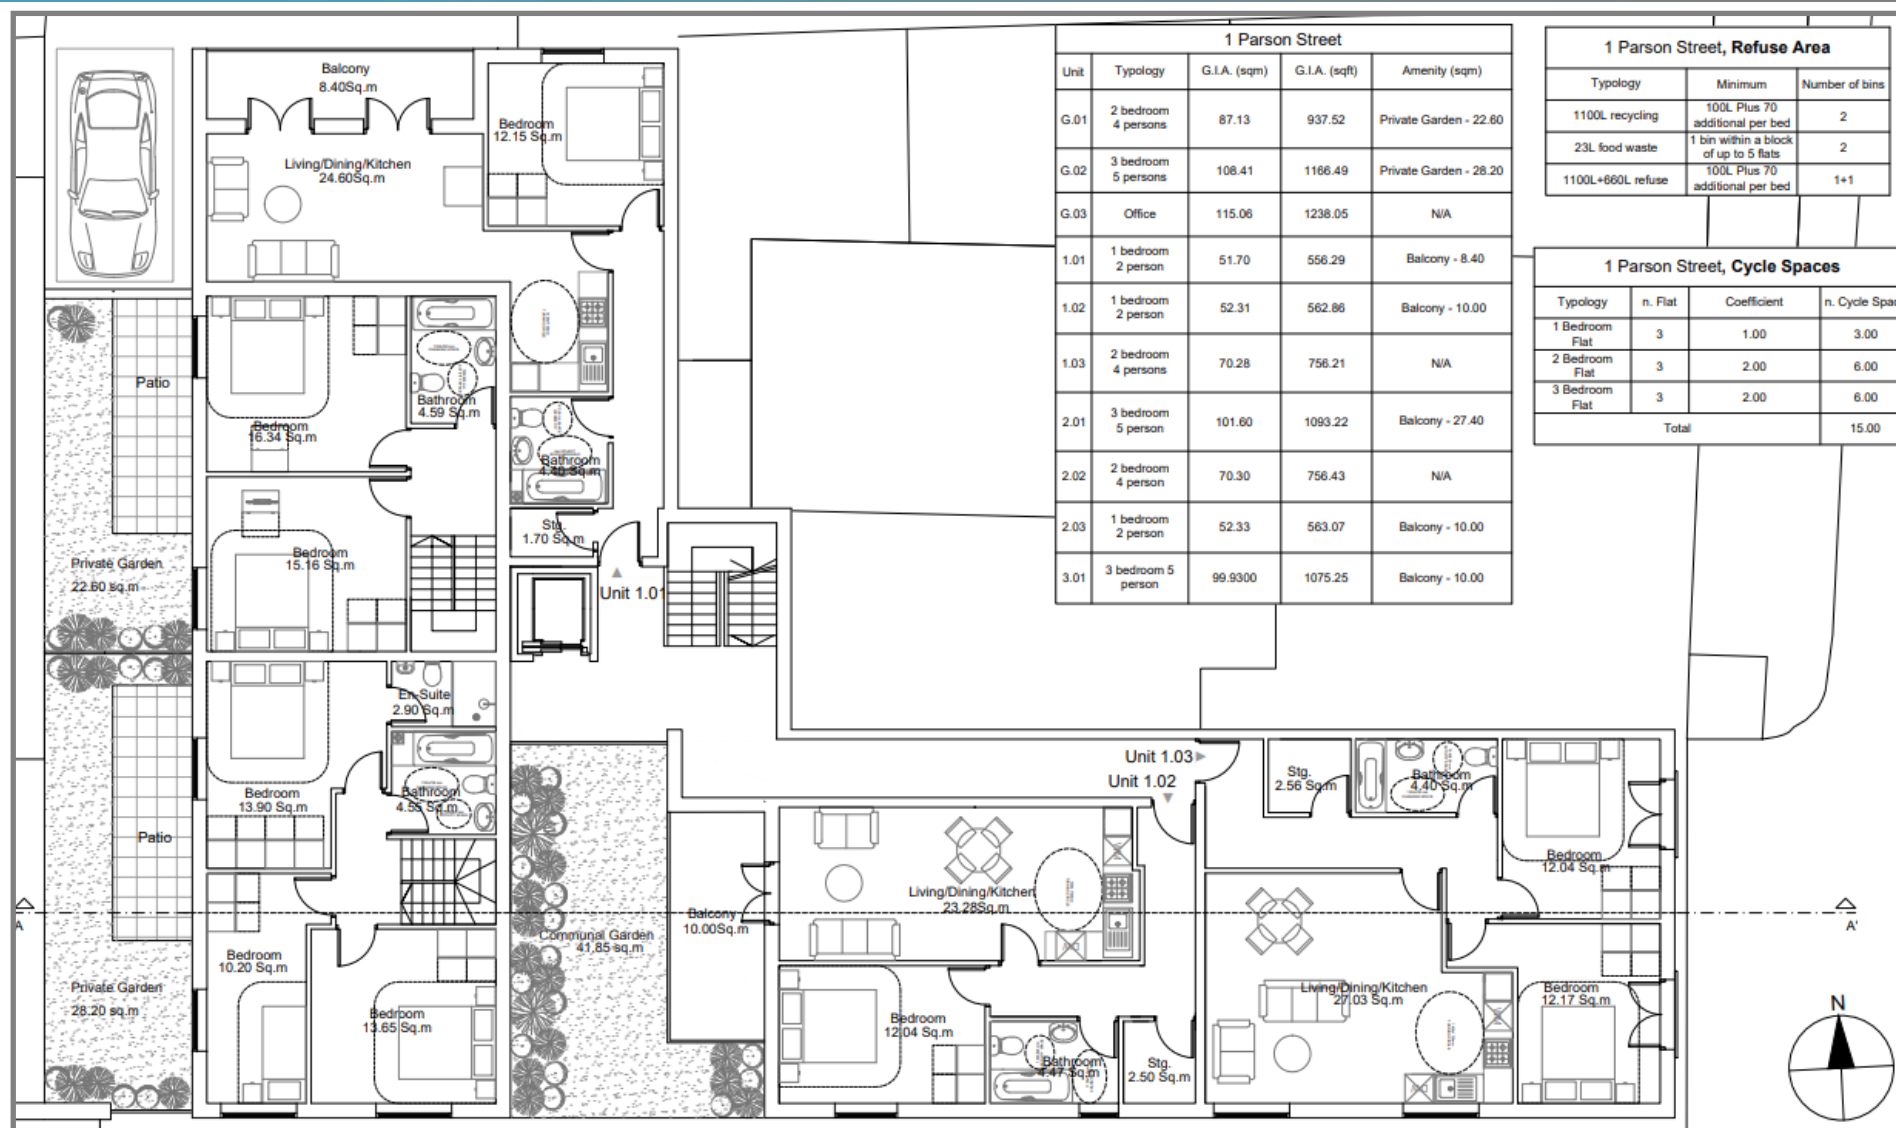 1 Parson Street
Unit Typology G.I.A. (sqm) G.I.A. (sqft) Amenity (sqm)
G.01 2 bedroom 4 persons 87.13 937.52 Private Garden - 22.60
G.02 3 bedroom 5 persons 108.41 1166.49 Private Garden - 28.20
G.03 Office 115.06 1238.05 N/A
1.01 1 bedroom 2 person 51.70 556.29 Balcony - 8.40
1.02 1 bedroom 2 person 52.31 562.86 Balcony - 10.00
1.03 2 bedroom 4 persons 70.28 756.21 N/A
2.01 3 bedroom 5 person 101.60 1093.22 Balcony - 27.40
2.02 2 bedroom 4 person 70.30 756.43 N/A
2.03 1 bedroom 2 person 52.33 563.07 Balcony - 10.00
3.01 3 bedroom 5 person 99.9300 1075.25 Balcony - 10.00
1 Parson Street, Refuse Area
Typology Minimum Number of bins
1100L recycling 100L Plus 70 additional per bed 2
23L food waste 1 bin within a block of up to 5 flats 2
1100L+660L refuse 100L Plus 70 additional per bed 1+1
1 Parson Street, Cycle Spaces
Typology n. Flat Coefficient n. Cycle Spac
1 Bedroom Flat 3 1.00 3.00
2 Bedroom Flat 3 2.00 6.00
3 Bedroom Flat 3 2.00 6.00
Total 15.00
Balcony
8.40Sq.m
Bedroom
12.15 Sq.m
Living/Dining/Kitchen
24.60Sq.m
Patio
Bathroom
4.59 Sq.m
Bedroom
16.34 Sq.m
Bathroom
4.40 Sq.m
Stg.
1.70 Sq.m
Bedroom
15.16 Sq.m
Private Garden
22.60 sq.m
Unit 1.01
En-Suite
2.90 Sq.m
Bedroom
13.90 Sq.m
Bathroom
4.55 Sq.m
Patio
Unit 1.03
Unit 1.02
Stg.
2.56 Sq.m
Bathroom
4.40 Sq.m
Bedroom
12.04 Sq.m
Living/Dining/Kitchen
23.28Sq.m
Balcony
10.00Sq.m
A
A'
Communal Garden
41.85 sq.m
Bedroom
10.20 Sq.m
Private Garden
28.20 sq.m
Bedroom
13.65 Sq.m
Bedroom
12.04 Sq.m
Living/Dining/Kitchen
27.03 Sq.m
Bedroom
12.17 Sq.m
Bathroom
4.47 Sq.m
Stg.
2.50 Sq.m
N